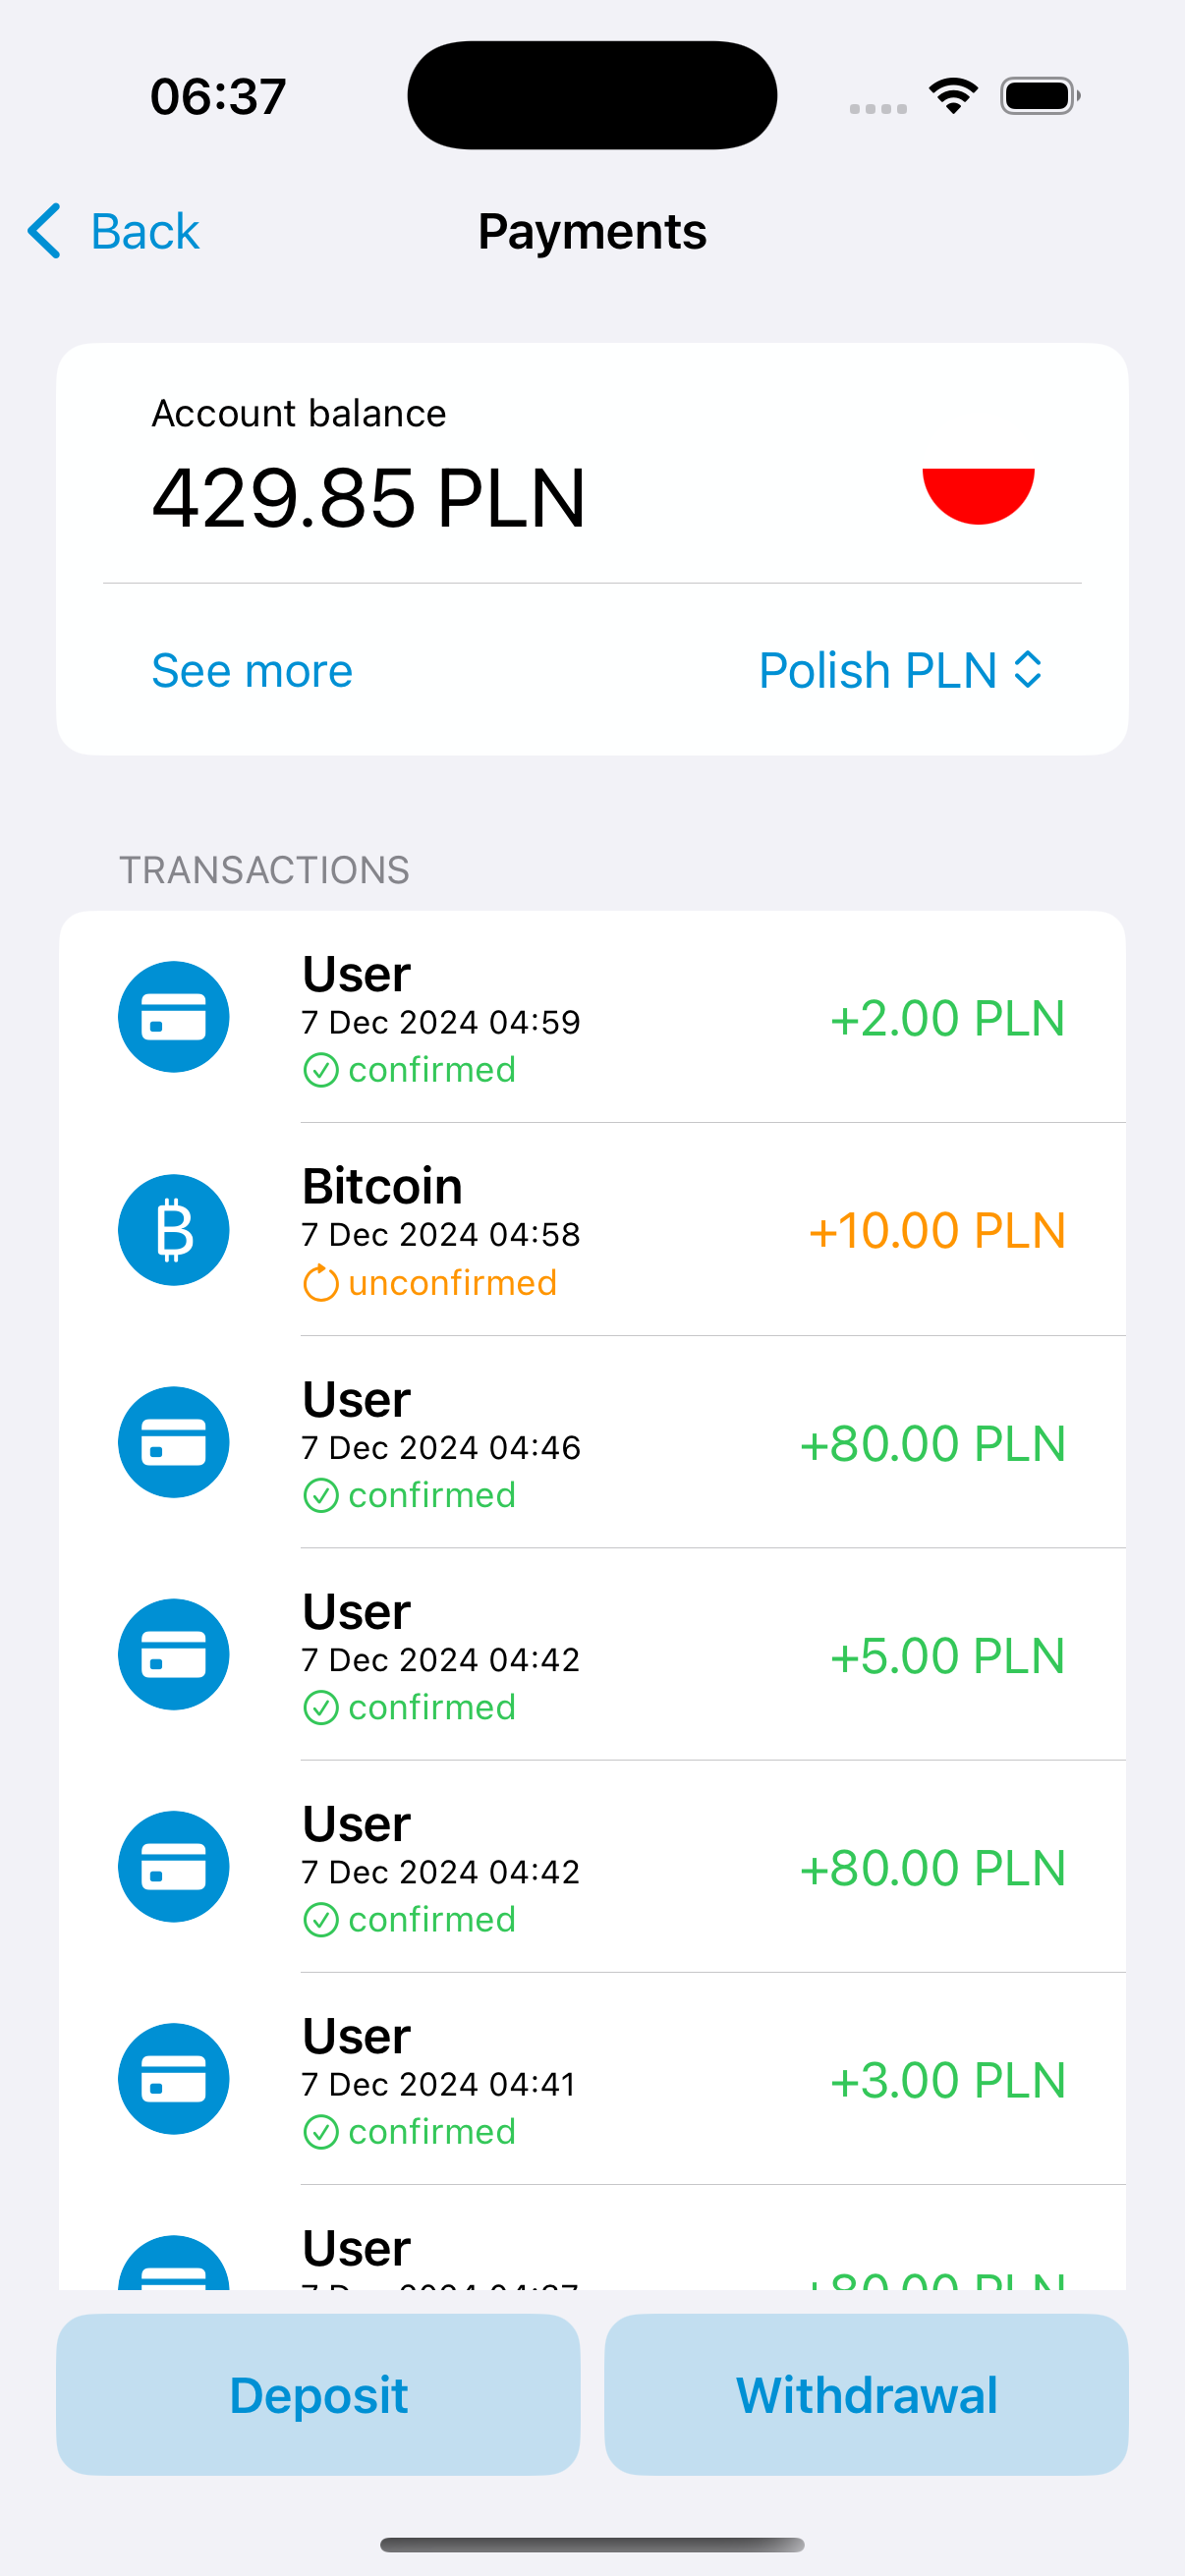 06:37
Back
Payments
Account balance
429.85 PLN
See more
Polish PLN
TRANSACTIONS
User
7 Dec 2024 04:59
confirmed
+2.00 PLN
Bitcoin
7 Dec 2024 04:58
unconfirmed
+10.00 PLN
User
7 Dec 2024 04:46
confirmed
+80.00 PLN
User
7 Dec 2024 04:42
confirmed
+5.00 PLN
User
7 Dec 2024 04:42
confirmed
+80.00 PLN
User
7 Dec 2024 04:41
confirmed
+3.00 PLN
User
+80.00 PLN
Deposit
Withdrawal